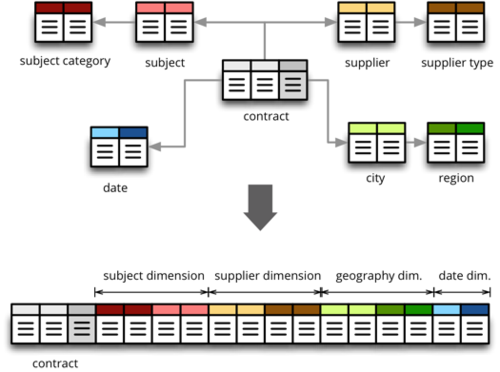 subject category
subject
supplier
supplier type
contract
date
city
region
subject dimension
supplier dimension
geography dim.
date dim.
contract